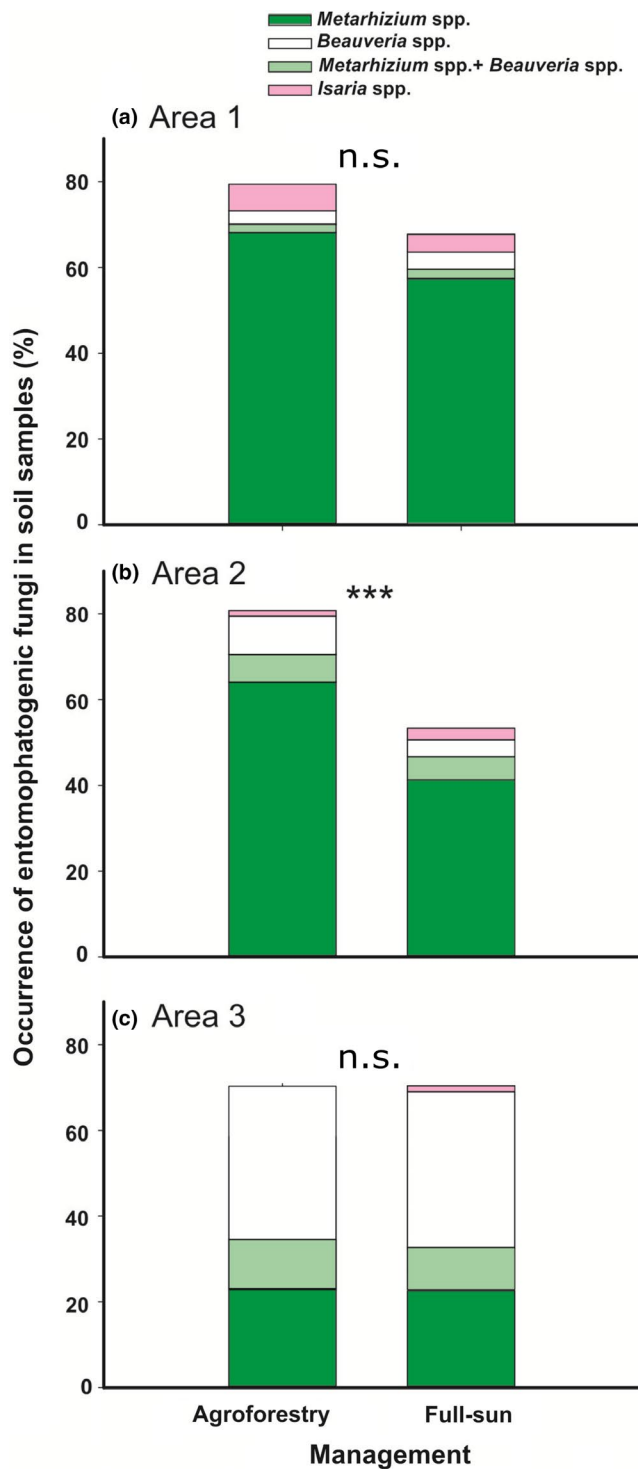 Metarhizium spp.
Beauveria spp.
Metarhizium spp.+ Beauveria spp.
Isaria spp.
(a) Area 1
n.s.
80
60
40
20
0
(b) Area 2
***
80
60
40
20
0
(c) Area 3
n.s.
80
60
40
20
0
Occurrence of entomophatogenic fungi in soil samples (%)
Agroforestry Full-sun
Management